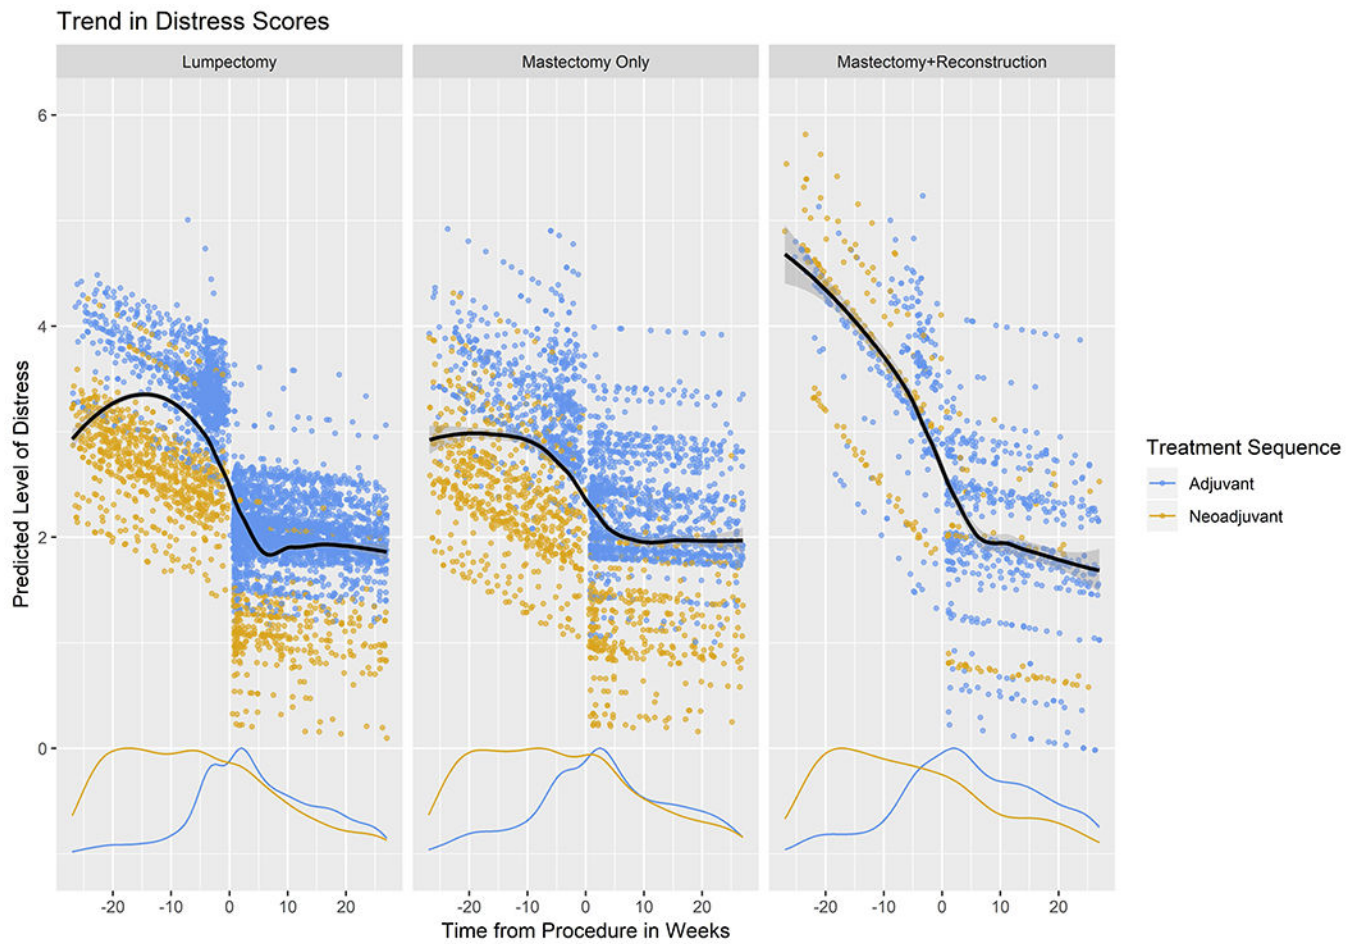 Trend in Distress Scores
Lumpectomy
Mastectomy Only
Mastectomy+Reconstruction
6
4
2
0
Predicted Level of Distress
-20 -10 0 10 20
-20 -10 0 10 20
-20 -10 0 10 20
Time from Procedure in Weeks
Treatment Sequence
Adjuvant
Neoadjuvant